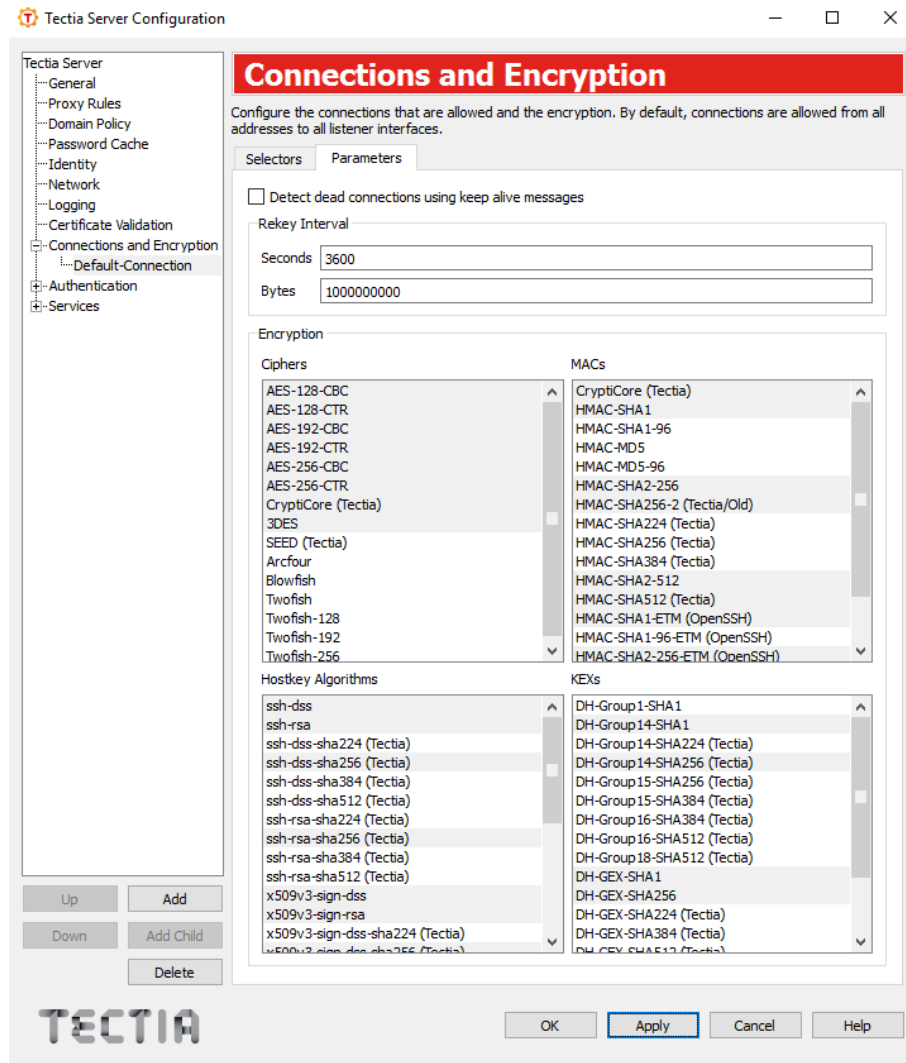 Tectia Server Configuration
Tectia Server
General
Proxy Rules
Domain Policy
Password Cache
Identity
Network
Logging
Certificate Validation
Connections and Encryption
Default-Connection
Authentication
Services
Up
Add
Down
Add Child
Delete
Connections and Encryption
Configure the connections that are allowed and the encryption. By default, connections are allowed from all
addresses to all listener interfaces.
Selectors
Parameters
Detect dead connections using keep alive messages
Rekey Interval
Seconds 3600
Bytes 1000000000
Encryption
Ciphers
AES-128-CBC
AES-128-CTR
AES-192-CBC
AES-192-CTR
AES-256-CBC
AES-256-CTR
CryptiCore (Tectia)
3DES
SEED (Tectia)
Arcfour
Blowfish
Twofish
Twofish-128
Twofish-192
Twofish-256
MACs
CryptiCore (Tectia)
HMAC-SHA1
HMAC-SHA1-96
HMAC-MD5
HMAC-MD5-96
HMAC-SHA2-256
HMAC-SHA256-2 (Tectia/Old)
HMAC-SHA224 (Tectia)
HMAC-SHA256 (Tectia)
HMAC-SHA384 (Tectia)
HMAC-SHA2-512
HMAC-SHA512 (Tectia)
HMAC-SHA1-ETM (OpenSSH)
HMAC-SHA1-96-ETM (OpenSSH)
HMAC-SHA2-256-ETM (OpenSSH)
Hostkey Algorithms
ssh-dss
ssh-rsa
ssh-dss-sha224 (Tectia)
ssh-dss-sha256 (Tectia)
ssh-dss-sha384 (Tectia)
ssh-dss-sha512 (Tectia)
ssh-rsa-sha224 (Tectia)
ssh-rsa-sha256 (Tectia)
ssh-rsa-sha384 (Tectia)
ssh-rsa-sha512 (Tectia)
x509v3-sign-dss
x509v3-sign-rsa
x509v3-sign-dss-sha224 (Tectia)
x509v3-sign-dss-sha256 (Tectia)
KEXs
DH-Group1-SHA1
DH-Group14-SHA1
DH-Group14-SHA224 (Tectia)
DH-Group14-SHA256 (Tectia)
DH-Group15-SHA256 (Tectia)
DH-Group15-SHA384 (Tectia)
DH-Group16-SHA384 (Tectia)
DH-Group16-SHA512 (Tectia)
DH-Group18-SHA512 (Tectia)
DH-GEX-SHA1
DH-GEX-SHA256
DH-GEX-SHA224 (Tectia)
DH-GEX-SHA384 (Tectia)
DH-GEX-SHA512 (Tectia)
TECTIA
OK
Apply
Cancel
Help